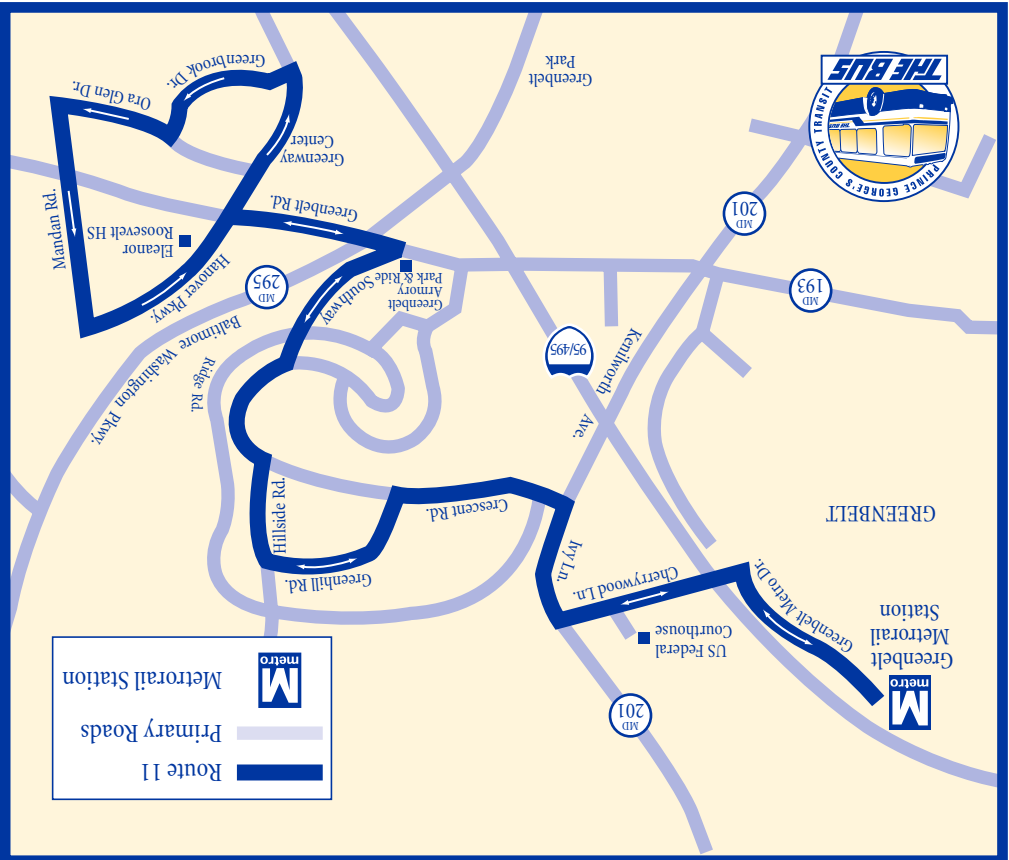 Route 11
Primary Roads
metro
Metrorail Station
metro
Greenbelt
Metrorail
Station
MD
201
US Federal
Courthouse
Greenbelt Metro Dr.
Cherrywood Ln.
Ivy Ln.
Greenhill Rd.
Hillside Rd.
Crescent Rd.
GREENBELT
Kenilworth
Ave.
95/495
Ridge Rd.
Baltimore Washington Pkwy.
MD
193
MD
295
Southway
Greenbelt
Armory
Park & Ride
Hanover Pkwy.
Eleanor
Roosevelt HS
Mandan Rd.
MD
201
Greenbelt Rd.
Greenway
Center
Ora Glen Dr.
Greenbrook Dr.
Greenbelt
Park
PRINCE GEORGE'S COUNTY TRANSIT
THE BUS
THE BUS